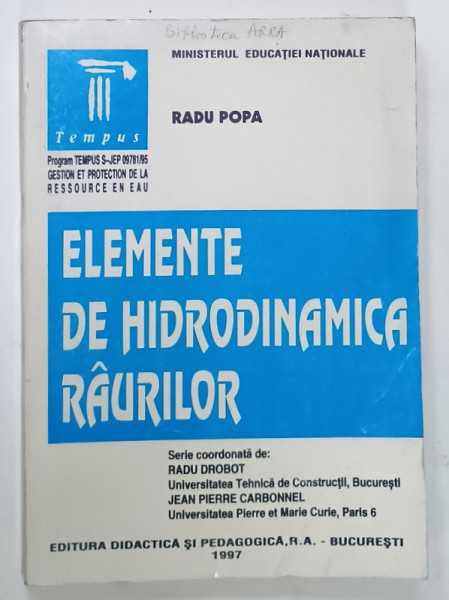 Biblioteca ARRA
MINISTERUL EDUCAȚIEI NAȚIONALE
RADU POPA
Tempus
Program TEMPUS S–JEP 09781/95
GESTION ET PROTECTION DE LA
RESSOURCE EN EAU
ELEMENTE
DE HIDRODINAMICA
RÂURILOR
Serie coordonată de:
RADU DROBOT
Universitatea Tehnică de Construcții, București
JEAN PIERRE CARBONNEL
Universitatea Pierre et Marie Curie, Paris 6
EDITURA DIDACTICĂ ȘI PEDAGOGICĂ, R.A. - BUCUREȘTI
1997